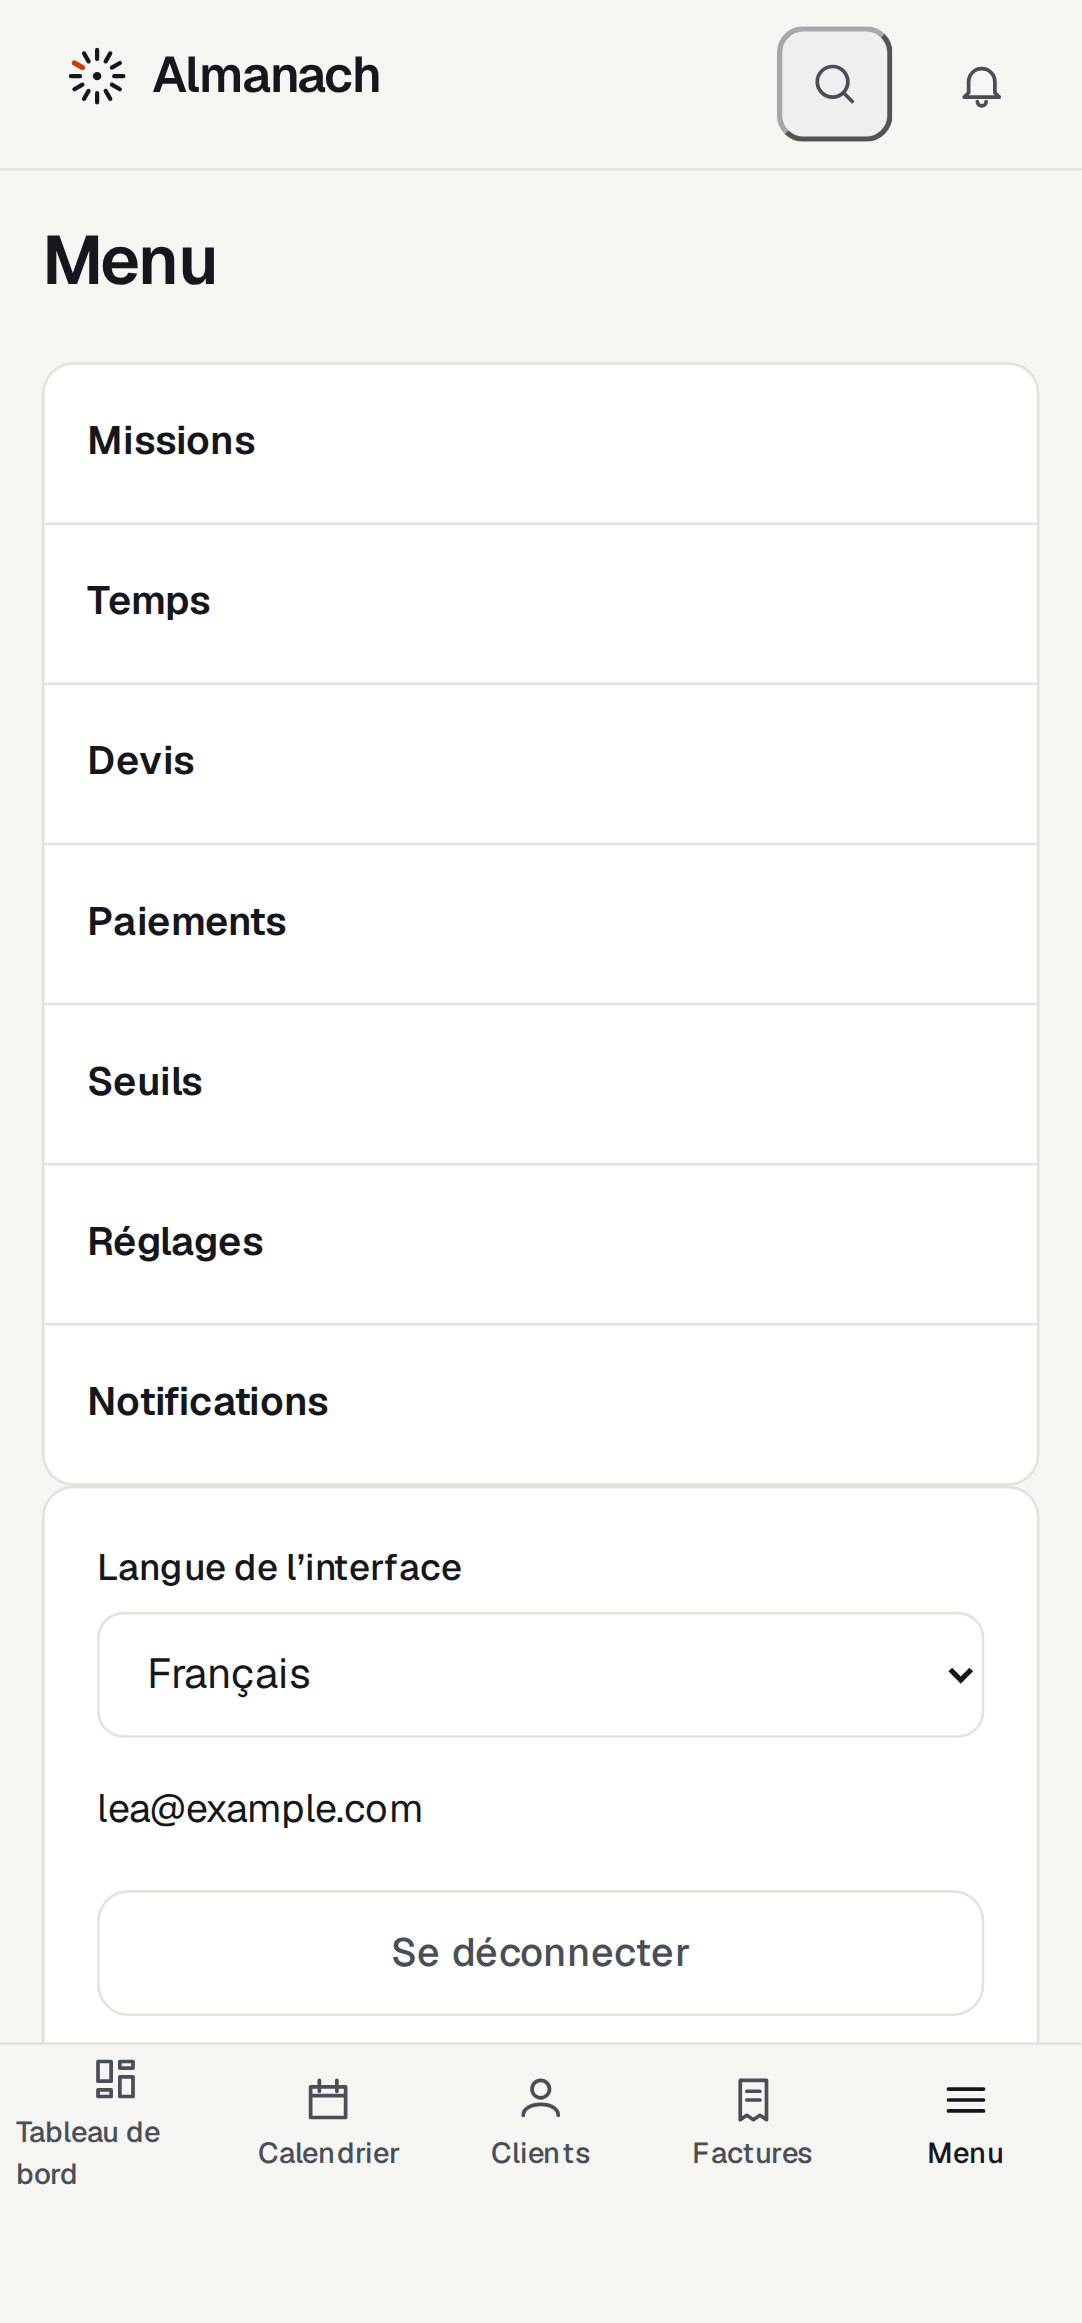 Almanach
Menu
Missions
Temps
Devis
Paiements
Seuils
Réglages
Notifications
Langue de l’interface
Français
lea@example.com
Se déconnecter
Tableau de
bord
Calendrier
Clients
Factures
Menu